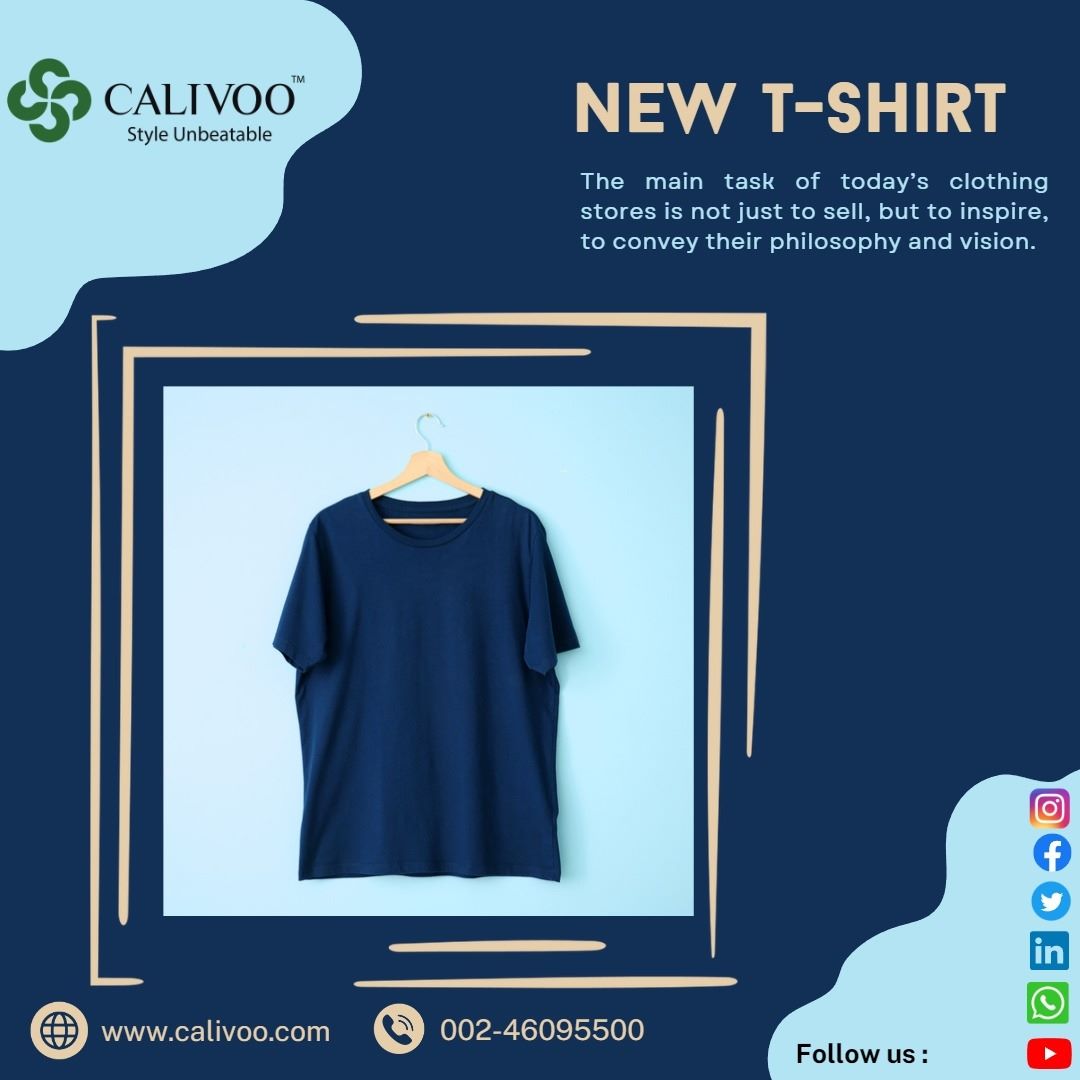 CALIVOO™
Style Unbeatable
NEW T-SHIRT
The main task of today's clothing
stores is not just to sell, but to inspire,
to convey their philosophy and vision.
www.calivoo.com
002-46095500
Follow us :
in